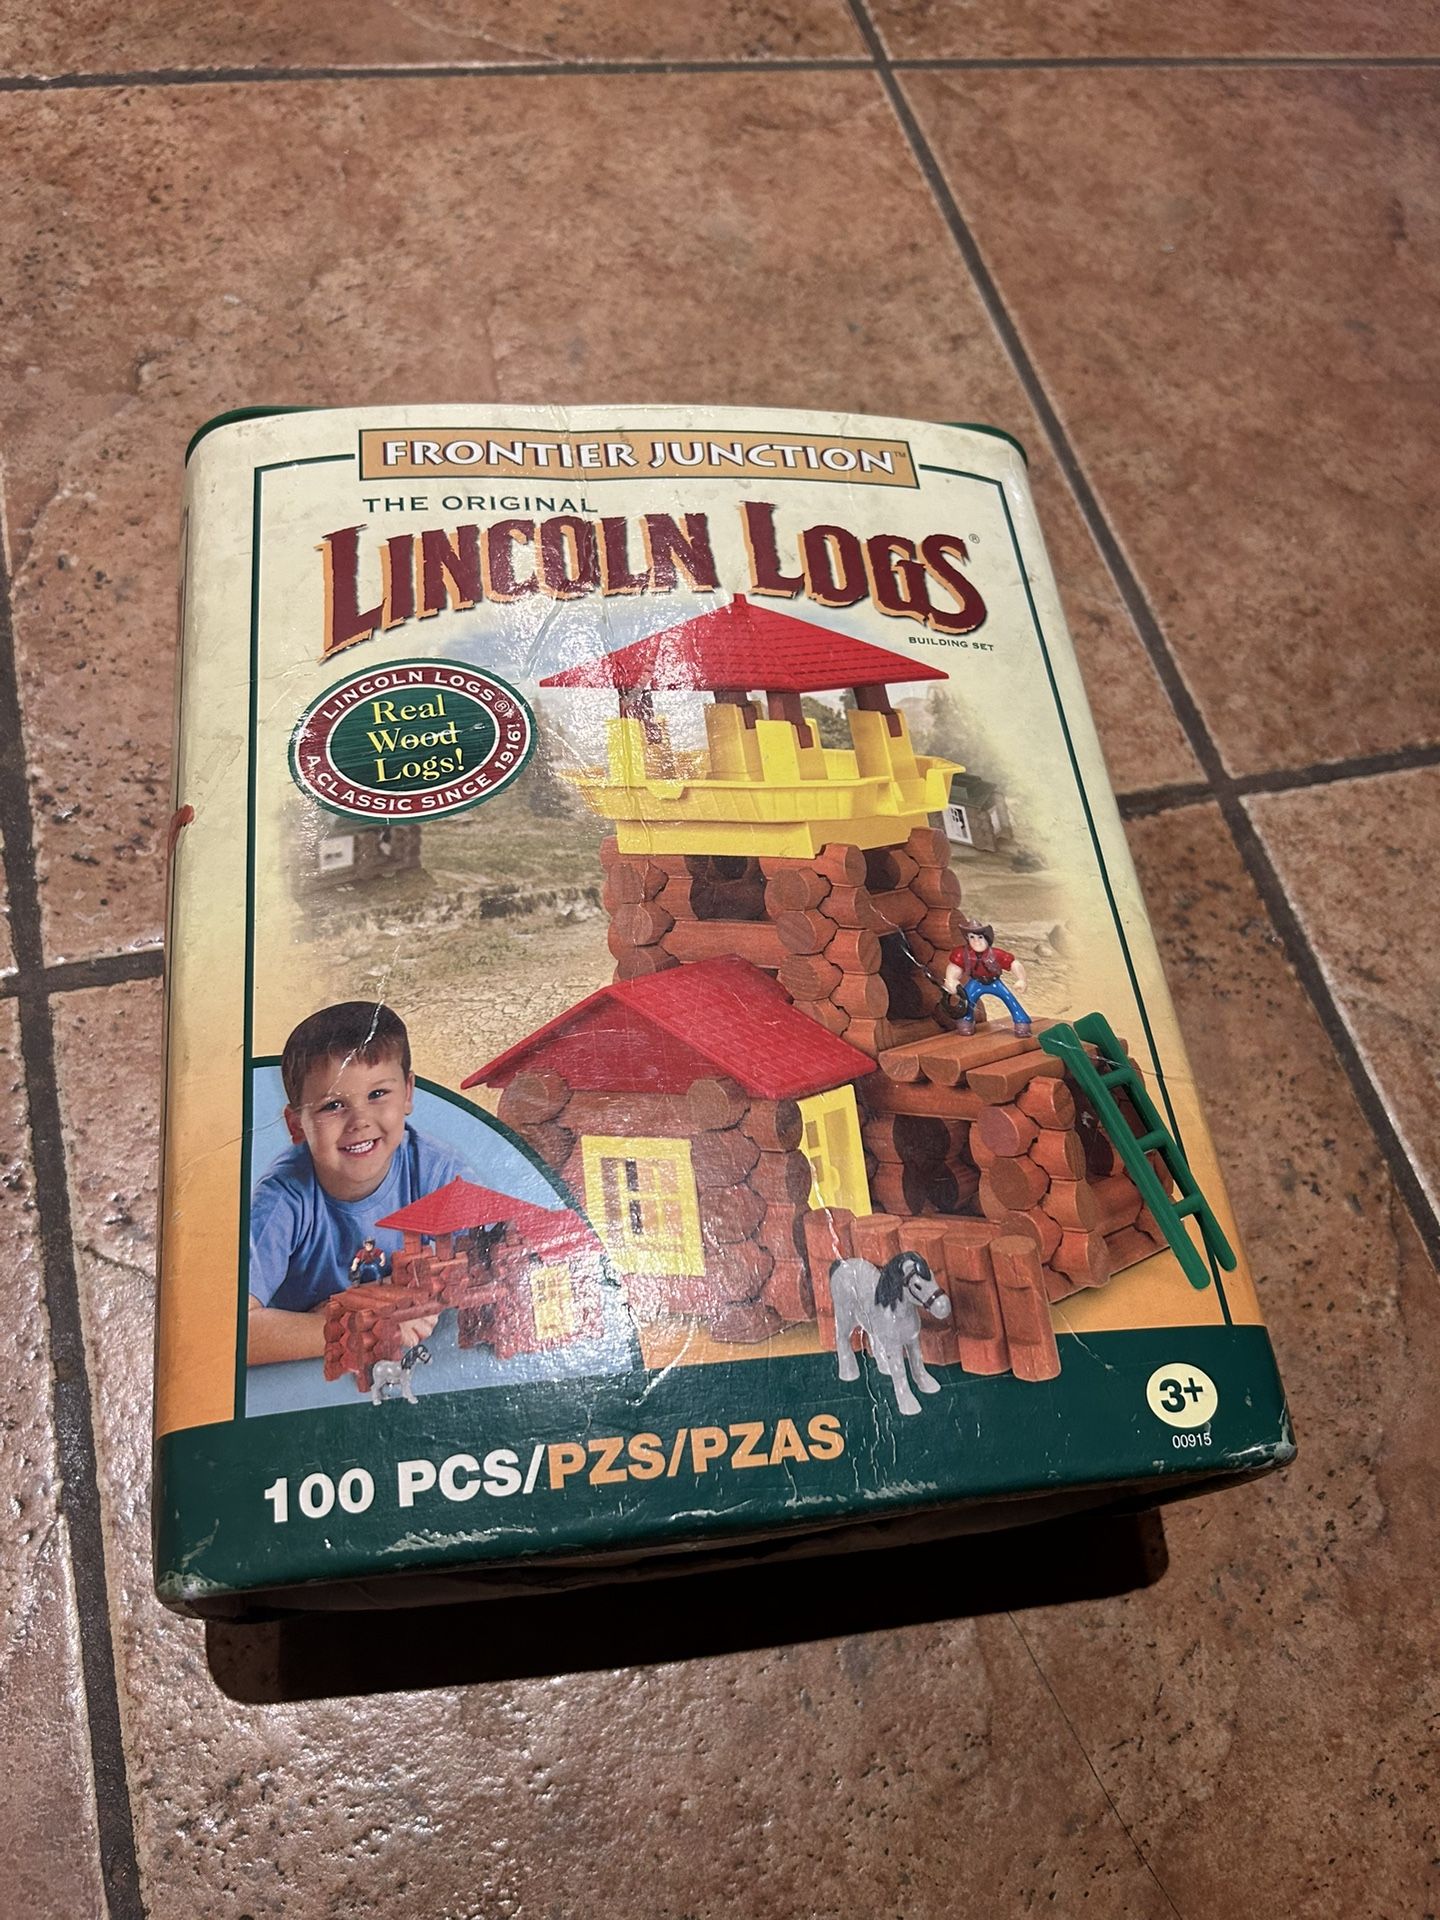 FRONTIER JUNCTION™
THE ORIGINAL
LINCOLN LOGS®
BUILDING SET
LINCOLN LOGS®
Real
Wood
Logs!
A CLASSIC SINCE 1916!
3+
00915
100 PCS/PZS/PZAS